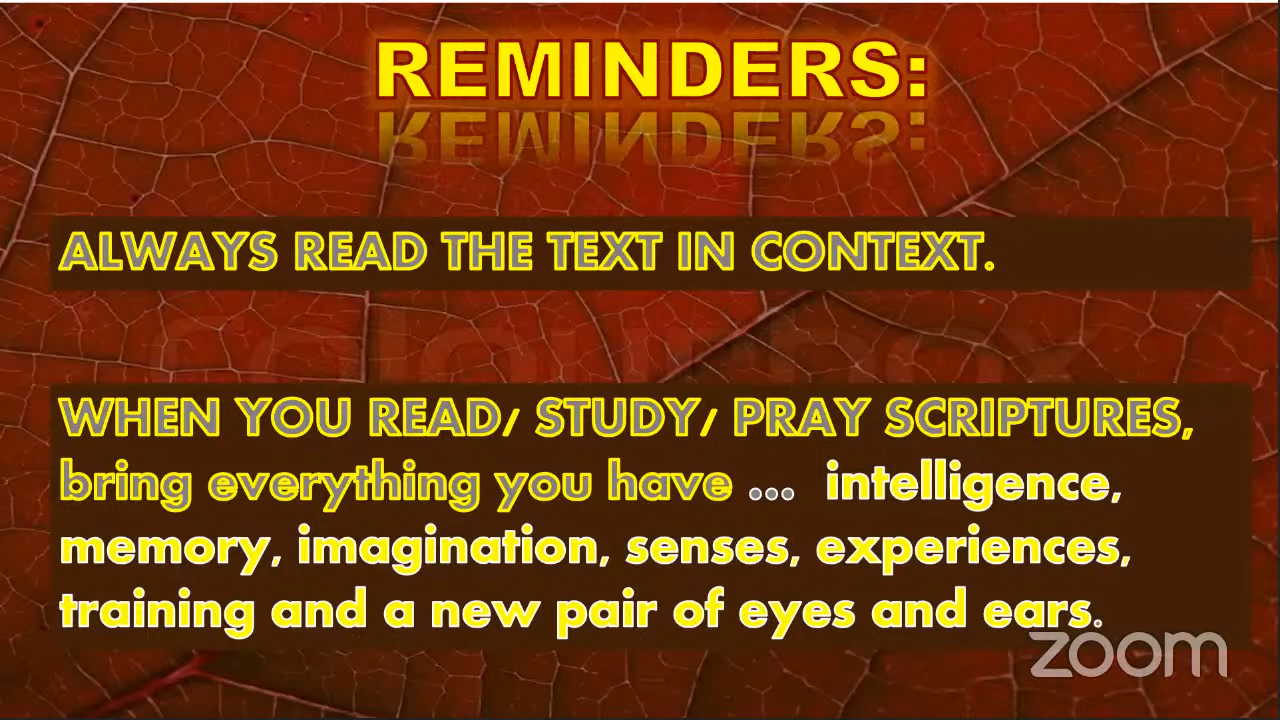 REMINDERS:
ALWAYS READ THE TEXT IN CONTEXT.
WHEN YOU READ/ STUDY/ PRAY SCRIPTURES,
bring everything you have ... intelligence,
memory, imagination, senses, experiences,
training and a new pair of eyes and ears.
zoom